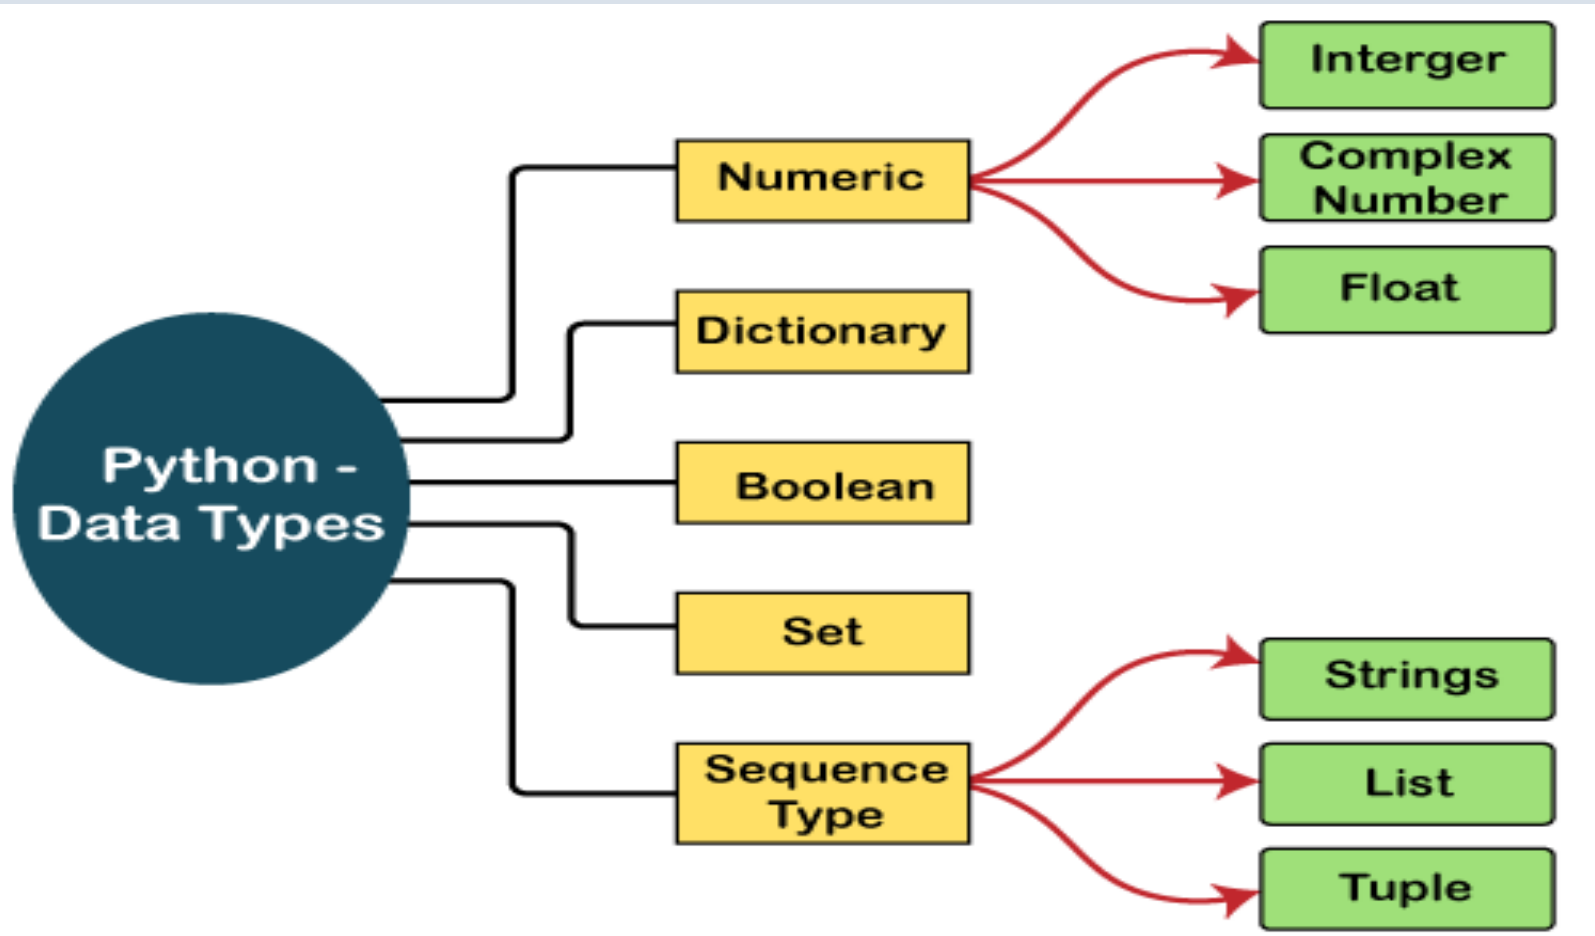 Python -
Data Types
Numeric
Dictionary
Boolean
Set
Sequence
Type
Interger
Complex
Number
Float
Strings
List
Tuple